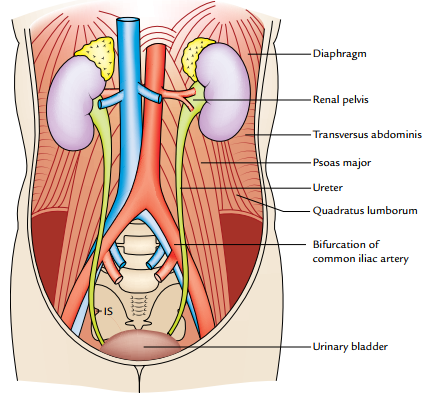 Diaphragm
Renal pelvis
Transversus abdominis
Psoas major
Ureter
Quadratus lumborum
Bifurcation of
common iliac artery
IS
Urinary bladder